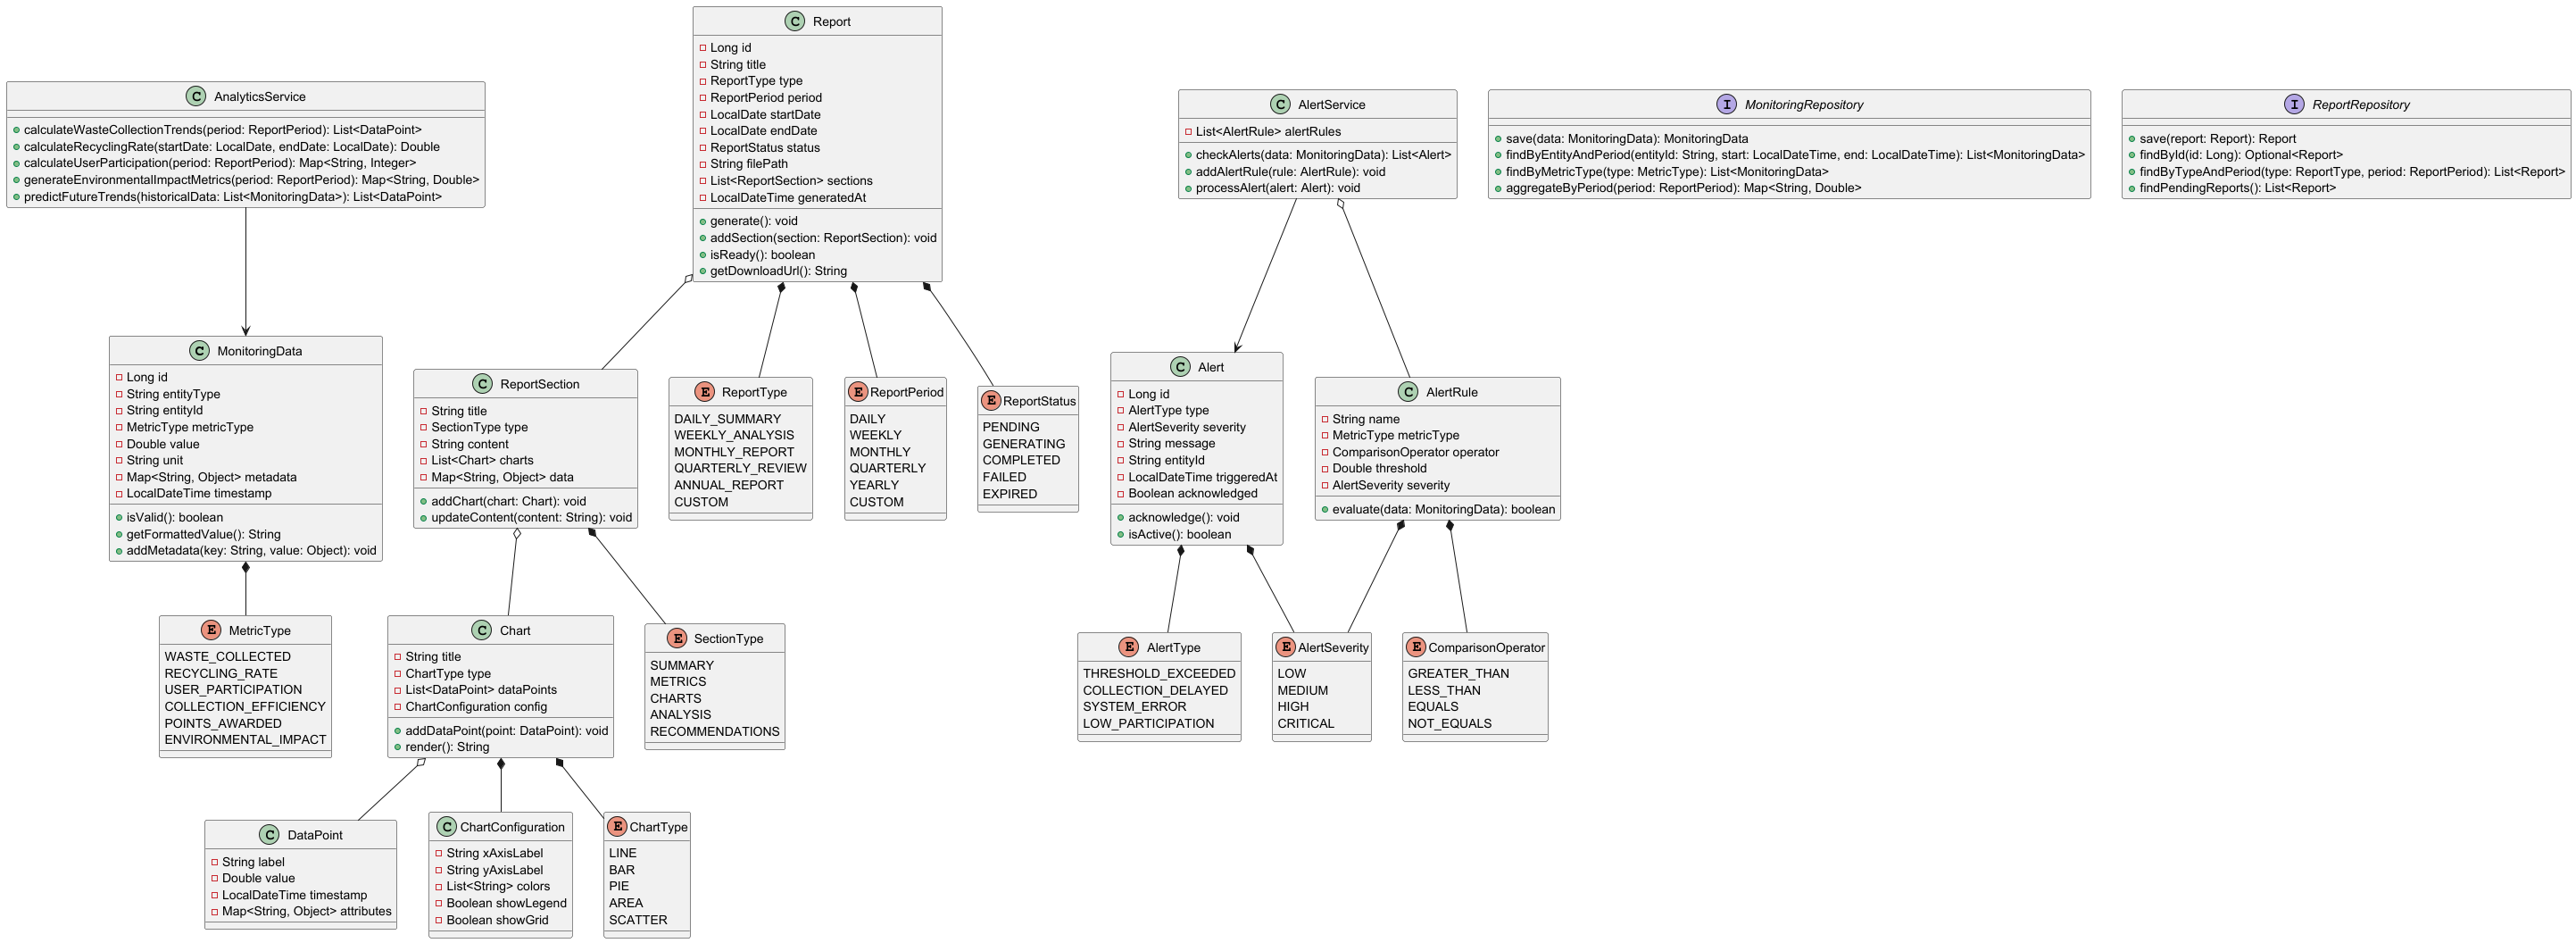 C Report
Long id
String title
ReportType type
ReportPeriod period
LocalDate startDate
LocalDate endDate
ReportStatus status
String filePath
List<ReportSection> sections
LocalDateTime generatedAt
generate(): void
addSection(section: ReportSection): void
isReady(): boolean
getDownloadUrl(): String
C AnalyticsService
calculateWasteCollectionTrends(period: ReportPeriod): List<DataPoint>
calculateRecyclingRate(startDate: LocalDate, endDate: LocalDate): Double
calculateUserParticipation(period: ReportPeriod): Map<String, Integer>
generateEnvironmentalImpactMetrics(period: ReportPeriod): Map<String, Double>
predictFutureTrends(historicalData: List<MonitoringData>): List<DataPoint>
C AlertService
List<AlertRule> alertRules
checkAlerts(data: MonitoringData): List<Alert>
addAlertRule(rule: AlertRule): void
processAlert(alert: Alert): void
I MonitoringRepository
save(data: MonitoringData): MonitoringData
findByEntityAndPeriod(entityId: String, start: LocalDateTime, end: LocalDateTime): List<MonitoringData>
findByMetricType(type: MetricType): List<MonitoringData>
aggregateByPeriod(period: ReportPeriod): Map<String, Double>
I ReportRepository
save(report: Report): Report
findById(id: Long): Optional<Report>
findByTypeAndPeriod(type: ReportType, period: ReportPeriod): List<Report>
findPendingReports(): List<Report>
C MonitoringData
Long id
String entityType
String entityId
MetricType metricType
Double value
String unit
Map<String, Object> metadata
LocalDateTime timestamp
isValid(): boolean
getFormattedValue(): String
addMetadata(key: String, value: Object): void
C ReportSection
String title
SectionType type
String content
List<Chart> charts
Map<String, Object> data
addChart(chart: Chart): void
updateContent(content: String): void
E ReportType
DAILY_SUMMARY
WEEKLY_ANALYSIS
MONTHLY_REPORT
QUARTERLY_REVIEW
ANNUAL_REPORT
CUSTOM
E ReportPeriod
DAILY
WEEKLY
MONTHLY
QUARTERLY
YEARLY
CUSTOM
E ReportStatus
PENDING
GENERATING
COMPLETED
FAILED
EXPIRED
C Alert
Long id
AlertType type
AlertSeverity severity
String message
String entityId
LocalDateTime triggeredAt
Boolean acknowledged
acknowledge(): void
isActive(): boolean
C AlertRule
String name
MetricType metricType
ComparisonOperator operator
Double threshold
AlertSeverity severity
evaluate(data: MonitoringData): boolean
E MetricType
WASTE_COLLECTED
RECYCLING_RATE
USER_PARTICIPATION
COLLECTION_EFFICIENCY
POINTS_AWARDED
ENVIRONMENTAL_IMPACT
C Chart
String title
ChartType type
List<DataPoint> dataPoints
ChartConfiguration config
addDataPoint(point: DataPoint): void
render(): String
E SectionType
SUMMARY
METRICS
CHARTS
ANALYSIS
RECOMMENDATIONS
E AlertType
THRESHOLD_EXCEEDED
COLLECTION_DELAYED
SYSTEM_ERROR
LOW_PARTICIPATION
E AlertSeverity
LOW
MEDIUM
HIGH
CRITICAL
E ComparisonOperator
GREATER_THAN
LESS_THAN
EQUALS
NOT_EQUALS
C DataPoint
String label
Double value
LocalDateTime timestamp
Map<String, Object> attributes
C ChartConfiguration
String xAxisLabel
String yAxisLabel
List<String> colors
Boolean showLegend
Boolean showGrid
E ChartType
LINE
BAR
PIE
AREA
SCATTER